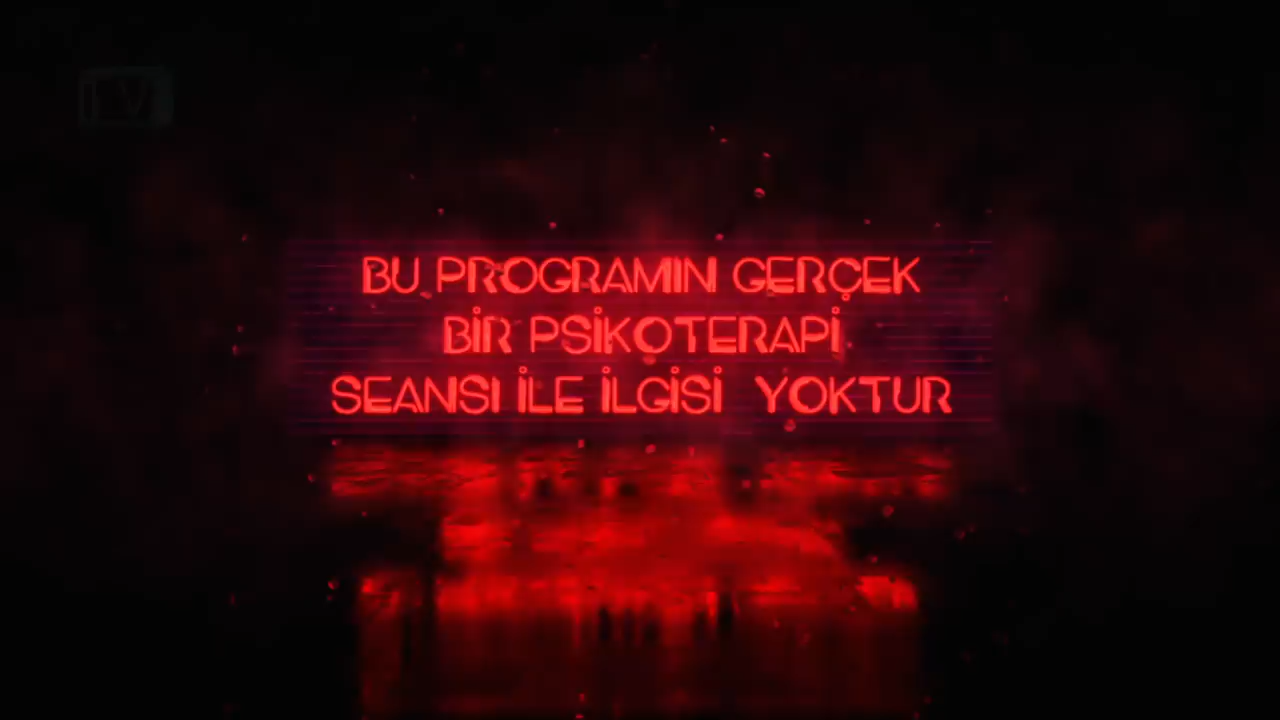 BU PROGRAMIN GERÇEK
BİR PSİKOTERAPİ
SEANSI İLE İLGİSİ YOKTUR